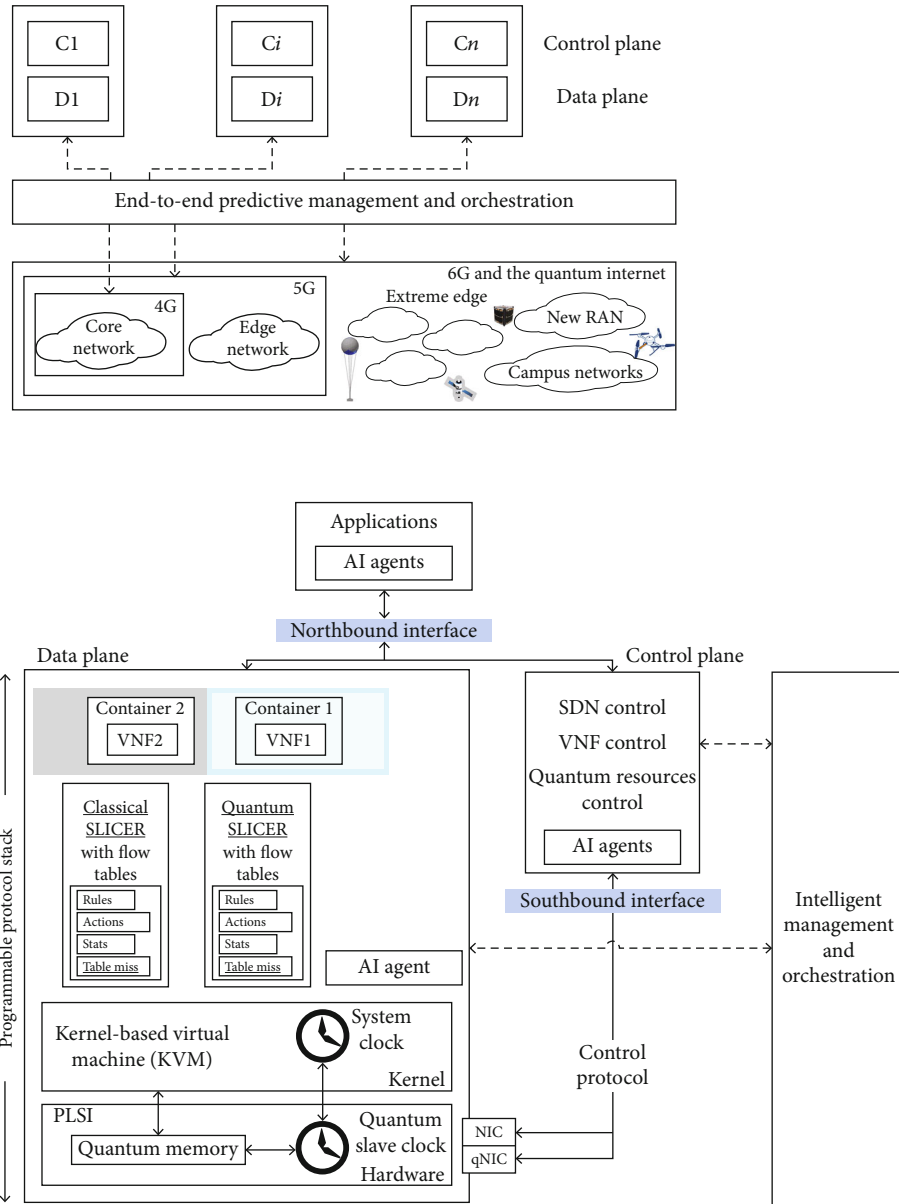 C1
Ci
Cn
Control plane
D1
Di
Dn
Data plane
End-to-end predictive management and orchestration
6G and the quantum internet
5G
4G
Extreme edge
Core
network
Edge
network
New RAN
Campus networks
Applications
AI agents
Northbound interface
Data plane
Control plane
Programmable protocol stack
Container 2
VNF2
Container 1
VNF1
Classical
SLICER
with flow
tables
Rules
Actions
Stats
Table miss
Quantum
SLICER
with flow
tables
Rules
Actions
Stats
Table miss
AI agent
SDN control
VNF control
Quantum resources
control
AI agents
Southbound interface
Intelligent
management
and
orchestration
Kernel-based virtual
machine (KVM)
System
clock
Kernel
Control
protocol
PLSI
Quantum memory
Quantum
slave clock
Hardware
NIC
qNIC